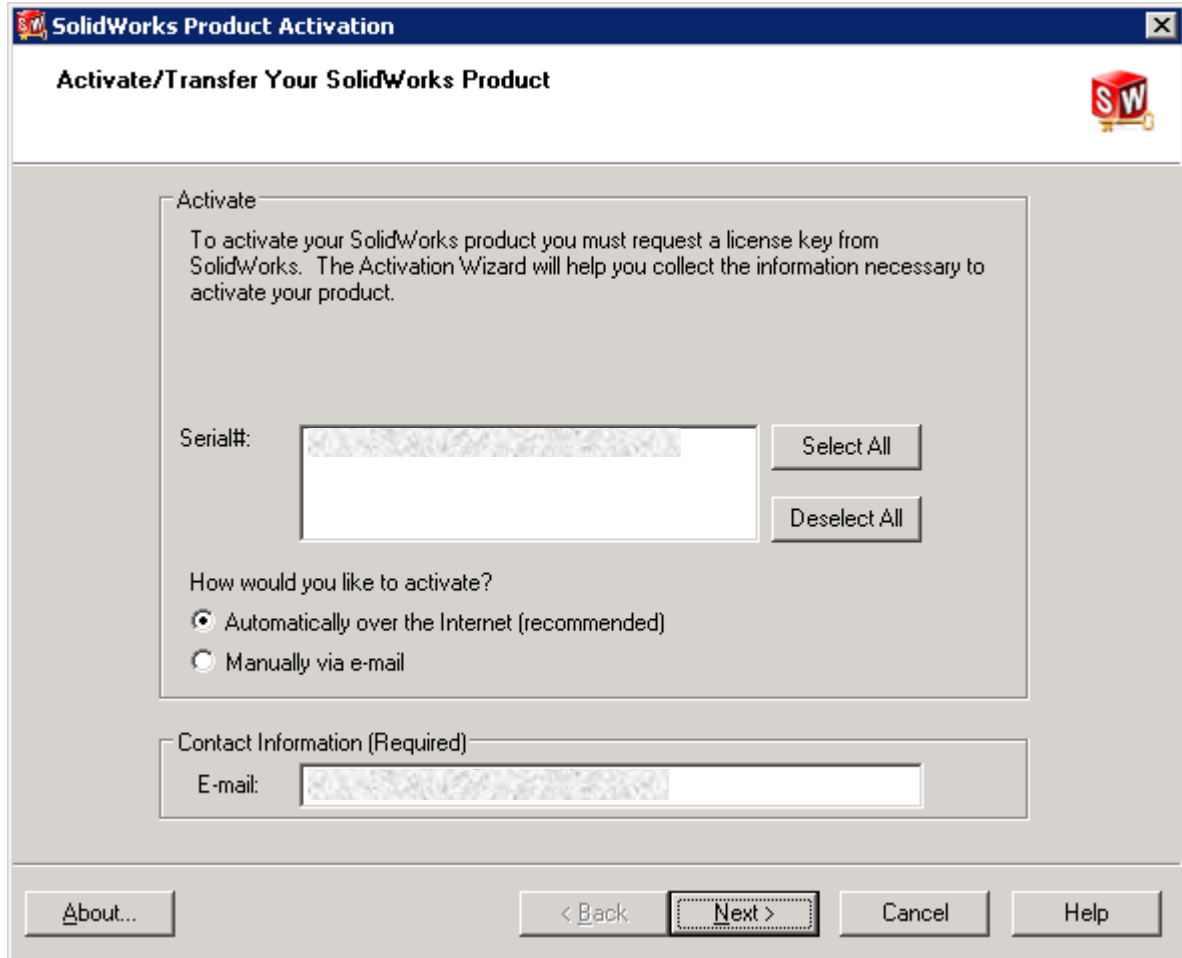 SolidWorks Product Activation
Activate/Transfer Your SolidWorks Product
SW
Activate
To activate your SolidWorks product you must request a license key from
SolidWorks. The Activation Wizard will help you collect the information necessary to
activate your product.
Serial#:
Select All
Deselect All
How would you like to activate?
Automatically over the Internet (recommended)
Manually via e-mail
Contact Information (Required)
E-mail:
About...
< Back
Next >
Cancel
Help